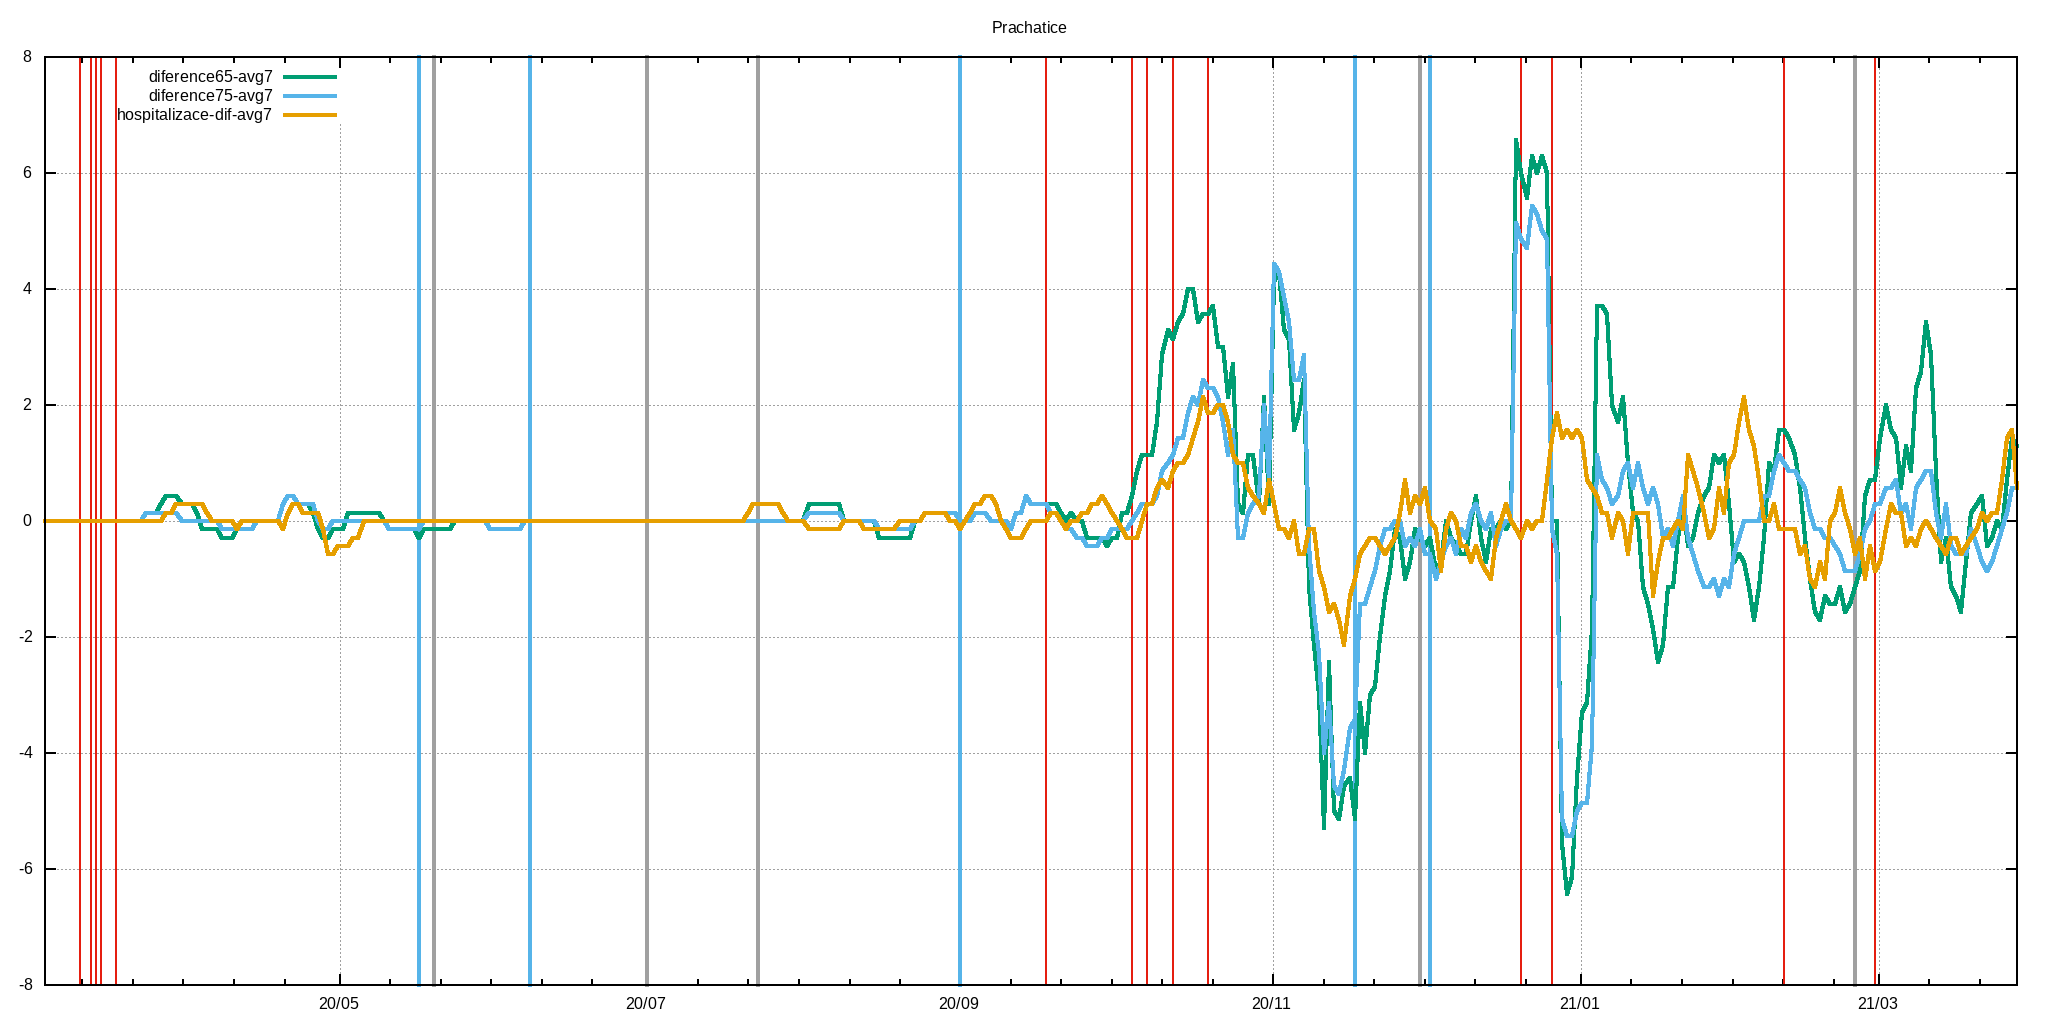 Prachatice
8
diference65-avg7
diference75-avg7
hospitalizace-dif-avg7
6
4
2
0
-2
-4
-6
-8
20/05 20/07 20/09 20/11 21/01 21/03